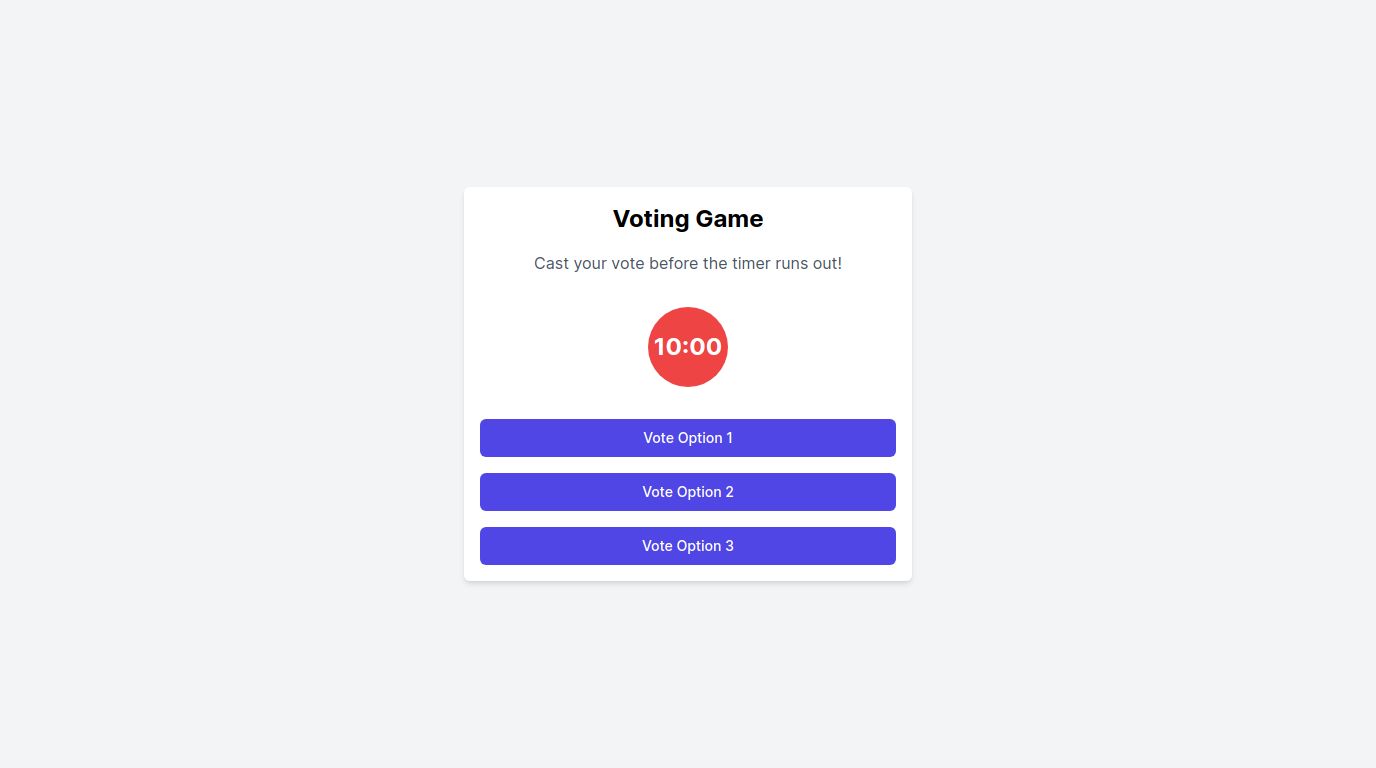 Voting Game
Cast your vote before the timer runs out!
10:00
Vote Option 1
Vote Option 2
Vote Option 3